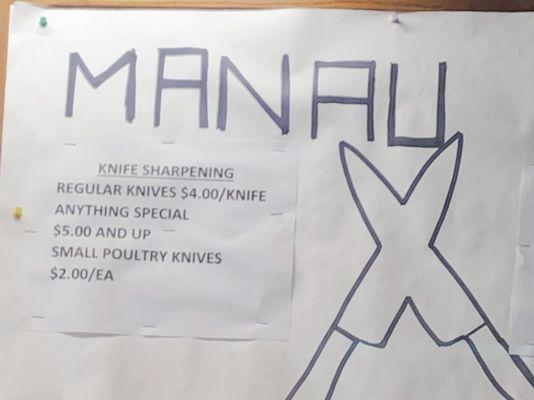 MANAU
KNIFE SHARPENING
REGULAR KNIVES $4.00/KNIFE
ANYTHING SPECIAL
$5.00 AND UP
SMALL POULTRY KNIVES
$2.00/EA